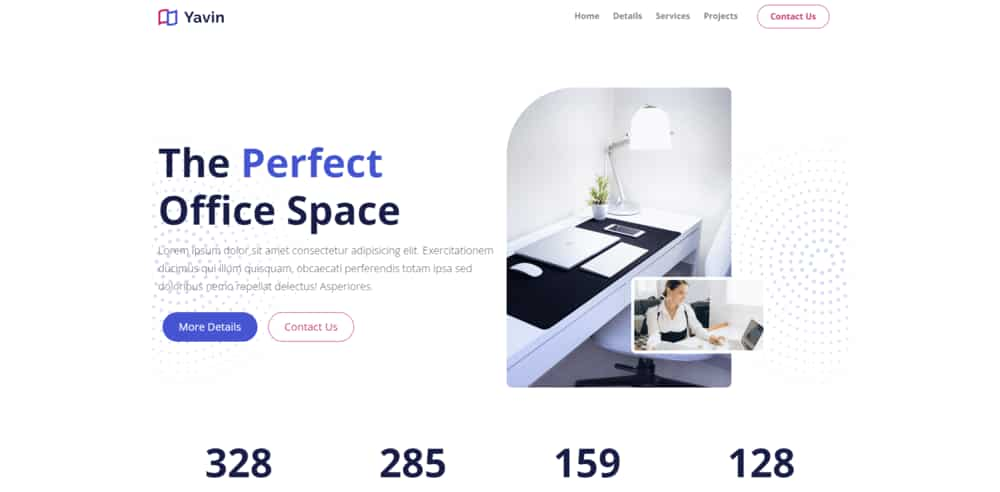 Yavin
Home Details Services Projects Contact Us
The Perfect
Office Space
Lorem ipsum dolor sit amet consectetur adipisicing elit. Exercitationem
ducimus qui illum quisquam, obcaecati perferendis totam ipsa sed
doloribus nemo repellat delectus! Asperiores.
More Details Contact Us
328 285 159 128